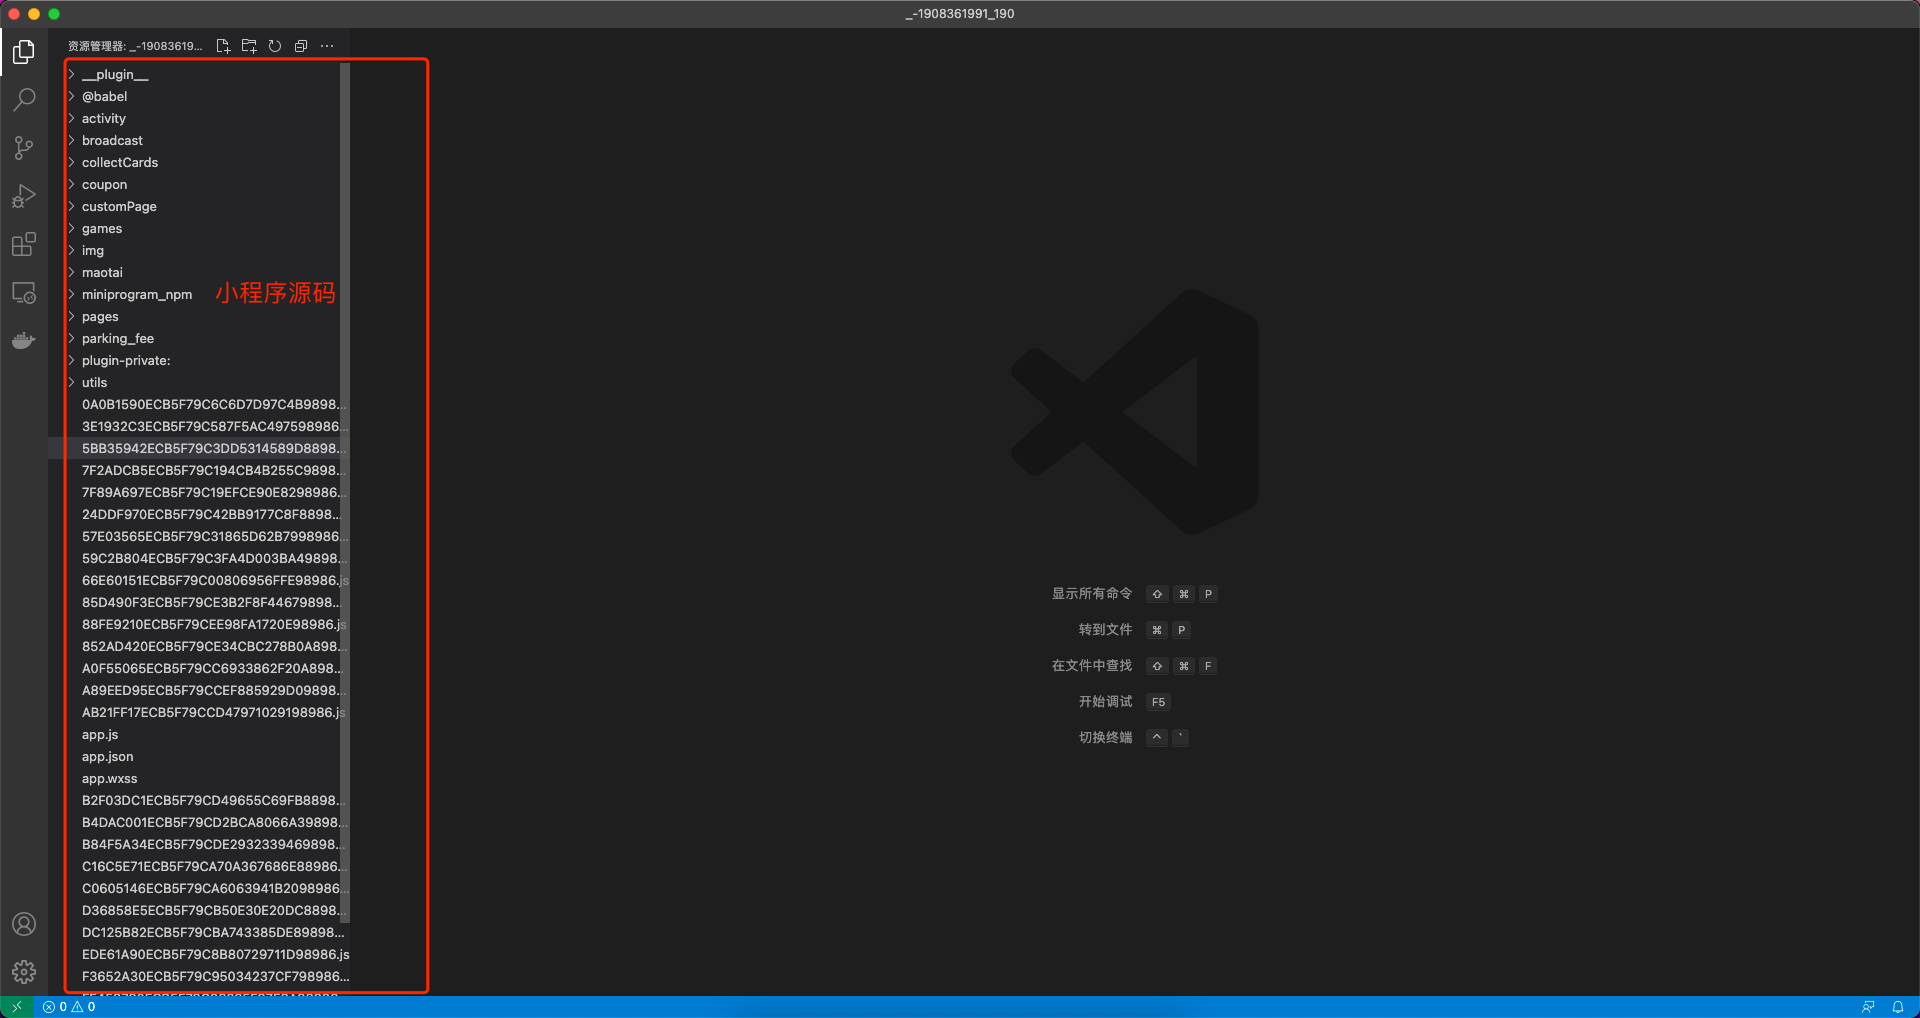 _-1908361991_190
资源管理器: _-19083619...
__plugin__
@babel
activity
broadcast
collectCards
coupon
customPage
games
img
maotai
miniprogram_npm
小程序源码
pages
parking_fee
plugin-private:
utils
0A0B1590ECB5F79C6C6D7D97C4B9898...
3E1932C3ECB5F79C587F5AC497598986...
5BB35942ECB5F79C3DD5314589D8898...
7F2ADCB5ECB5F79C194CB4B255C9898...
7F89A697ECB5F79C19EFCE90E8298986...
24DDF970ECB5F79C42BB9177C8F8898...
57E03565ECB5F79C31865D62B7998986...
59C2B804ECB5F79C3FA4D003BA49898...
66E60151ECB5F79C00806956FFE98986.js
85D490F3ECB5F79CE3B2F8F44679898...
88FE9210ECB5F79CEE98FA1720E98986.js
852AD420ECB5F79CE34CBC278B0A898...
A0F55065ECB5F79CC6933862F20A898...
A89EED95ECB5F79CCEF885929D09898...
AB21FF17ECB5F79CCD47971029198986.js
app.js
app.json
app.wxss
B2F03DC1ECB5F79CD49655C69FB8898...
B4DAC001ECB5F79CD2BCA8066A39898...
B84F5A34ECB5F79CDE2932339469898...
C16C5E71ECB5F79CA70A367686E88986...
C0605146ECB5F79CA6063941B2098986...
D36858E5ECB5F79CB50E30E20DC8898...
DC125B82ECB5F79CBA743385DE89898...
EDE61A90ECB5F79C8B80729711D98986.js
F3652A30ECB5F79C95034237CF798986...
显示所有命令 ⇧ ⌘ P
转到文件 ⌘ P
在文件中查找 ⇧ ⌘ F
开始调试 F5
切换终端 ^ `
0 0